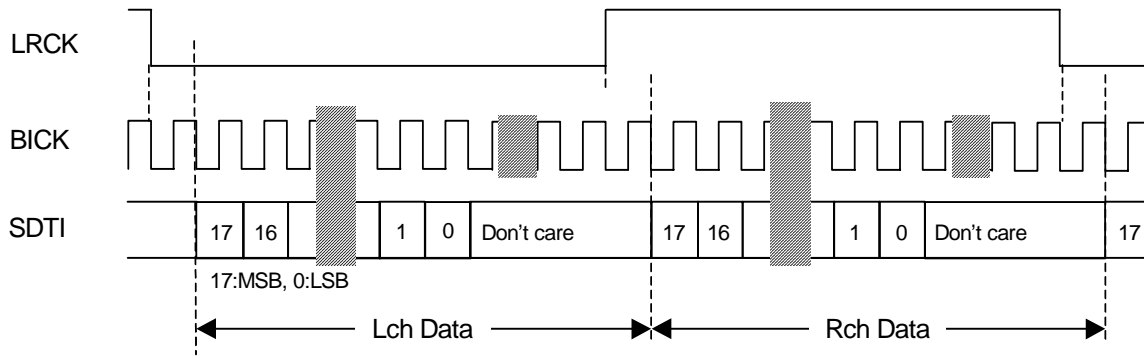 LRCK
BICK
SDTI
17 16 1 0 Don't care 17 16 1 0 Don't care 17
17:MSB, 0:LSB
Lch Data Rch Data